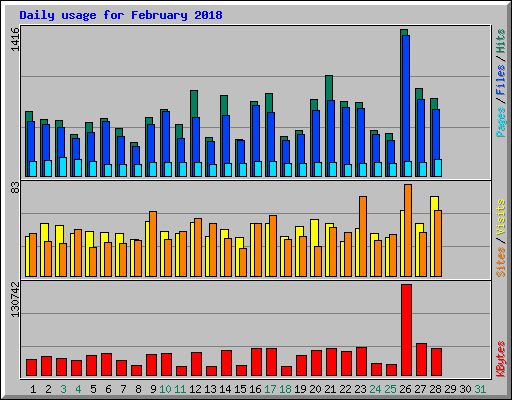 Daily usage for February 2018
1416
Pages / Files / Hits
83
Sites / Visits
130742
KBytes
1 2 3 4 5 6 7 8 9 10 11 12 13 14 15 16 17 18 19 20 21 22 23 24 25 26 27 28 29 30 31